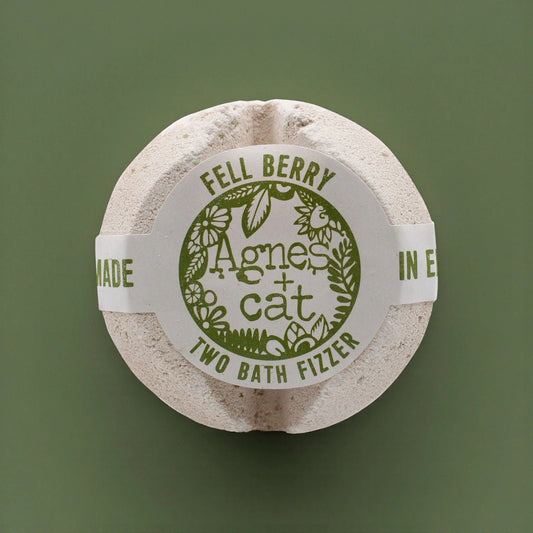 FELL BERRY
Agnes
+
cat
TWO BATH FIZZER
MADE
IN E